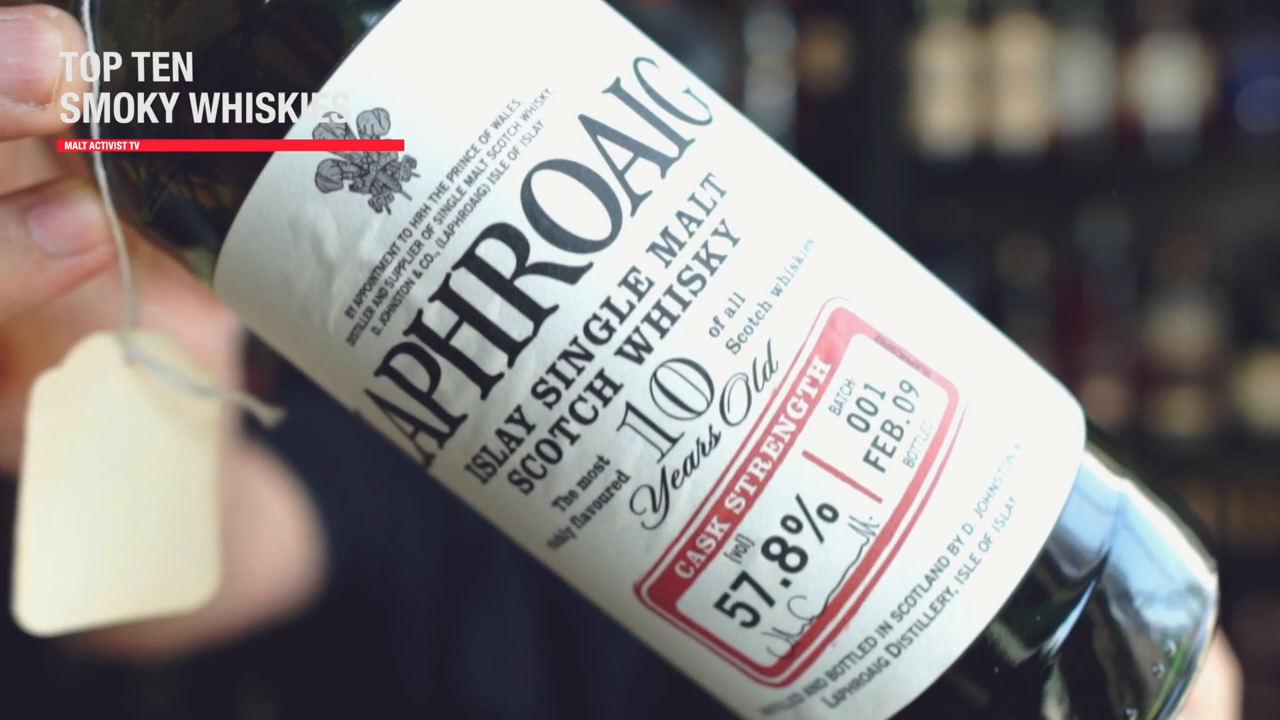 TOP TEN
SMOKY WHISKIES
MALT ACTIVIST TV
BY APPOINTMENT TO HRH THE PRINCE OF WALES,
DISTILLER AND SUPPLIER OF SINGLE MALT SCOTCH WHISKY,
D. JOHNSTON & CO., (LAPHROAIG) ISLE OF ISLAY
LAPHROAIG
ISLAY SINGLE MALT
SCOTCH WHISKY
The most
richly flavoured
of all
Scotch whiskies
10
Years Old
CASK STRENGTH
(vol)
57.8%
BATCH:
001
FEB.09
BOTTLED
AND BOTTLED IN SCOTLAND BY D. JOHNSTON &
LAPHROAIG DISTILLERY, ISLE OF ISLAY